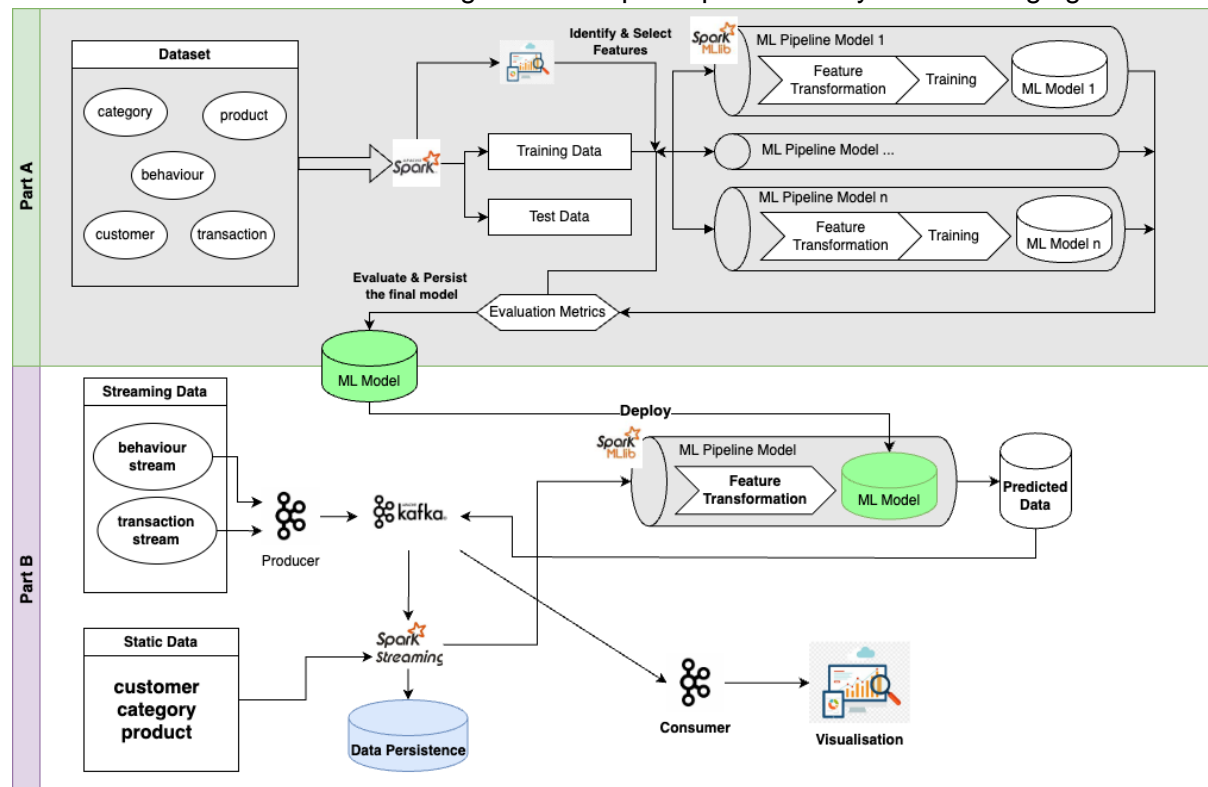 Part A
Dataset
category
product
behaviour
customer
transaction
APACHE
Spark
Identify & Select
Features
Training Data
Test Data
Spark
MLlib
ML Pipeline Model 1
Feature
Transformation
Training
ML Model 1
ML Pipeline Model ...
ML Pipeline Model n
Feature
Transformation
Training
ML Model n
Evaluate & Persist
the final model
Evaluation Metrics
ML Model
Part B
Streaming Data
behaviour
stream
transaction
stream
Producer
kafka
Deploy
Spark
MLlib
ML Pipeline Model
Feature
Transformation
ML Model
Predicted
Data
Static Data
customer
category
product
Spark
Streaming
Data Persistence
Consumer
Visualisation